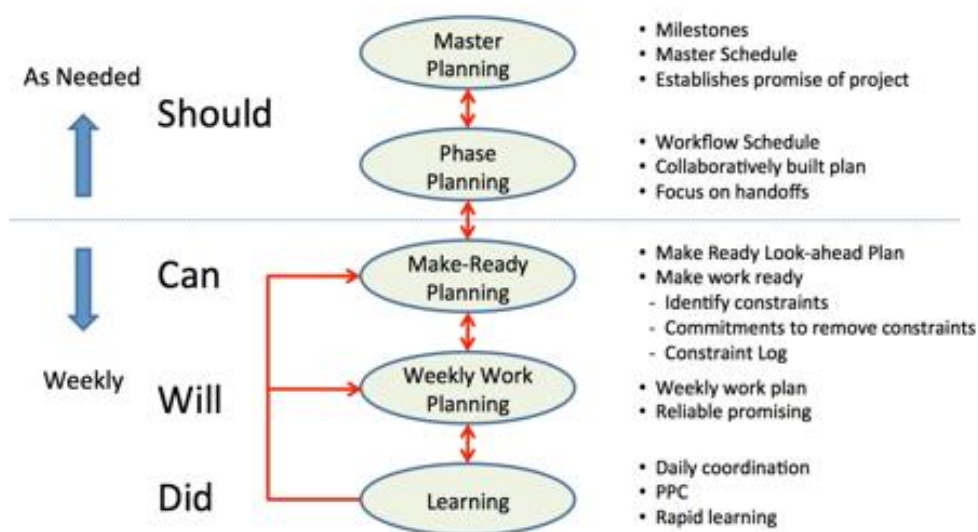 Master
Planning
• Milestones
• Master Schedule
• Establishes promise of project
As Needed
Should
Phase
Planning
• Workflow Schedule
• Collaboratively built plan
• Focus on handoffs
Can
Make-Ready
Planning
• Make Ready Look-ahead Plan
• Make work ready
- Identify constraints
- Commitments to remove constraints
- Constraint Log
Weekly
Will
Weekly Work
Planning
• Weekly work plan
• Reliable promising
Did
Learning
• Daily coordination
• PPC
• Rapid learning